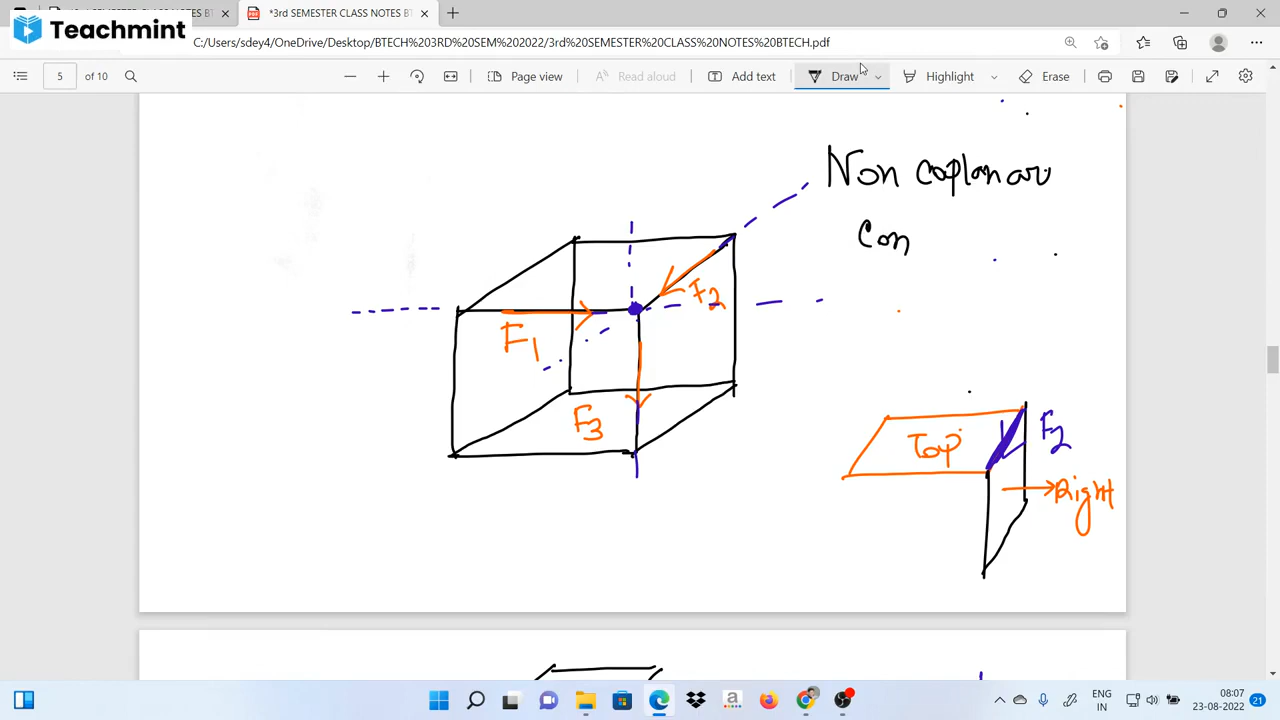 *3rd SEMESTER CLASS NOTES BT
Teachmint
C:/Users/sdey4/OneDrive/Desktop/BTECH%203RD%20SEM%202022/3rd%20SEMESTER%20CLASS%20NOTES%20BTECH.pdf
5 of 10 Page view Read aloud Add text Draw Highlight Erase
Non coplanar
Con
F2
F1
F3
Top
F2
Right
ENG
IN
08:07
23-08-2022
21